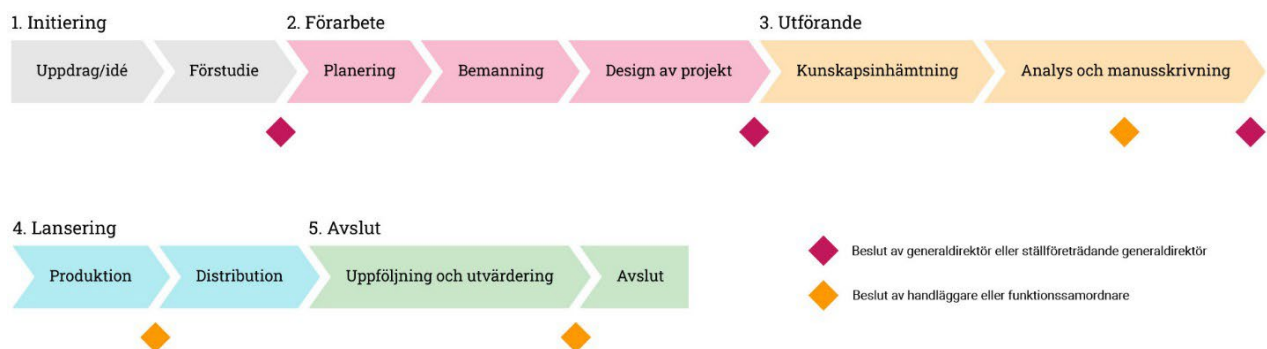 1. Initiering
2. Förarbete
3. Utförande
Uppdrag/idé
Förstudie
Planering
Bemanning
Design av projekt
Kunskapsinhämtning
Analys och manusskrivning
4. Lansering
5. Avslut
Produktion
Distribution
Uppföljning och utvärdering
Avslut
Beslut av generaldirektör eller ställföreträdande generaldirektör
Beslut av handläggare eller funktionssamordnare